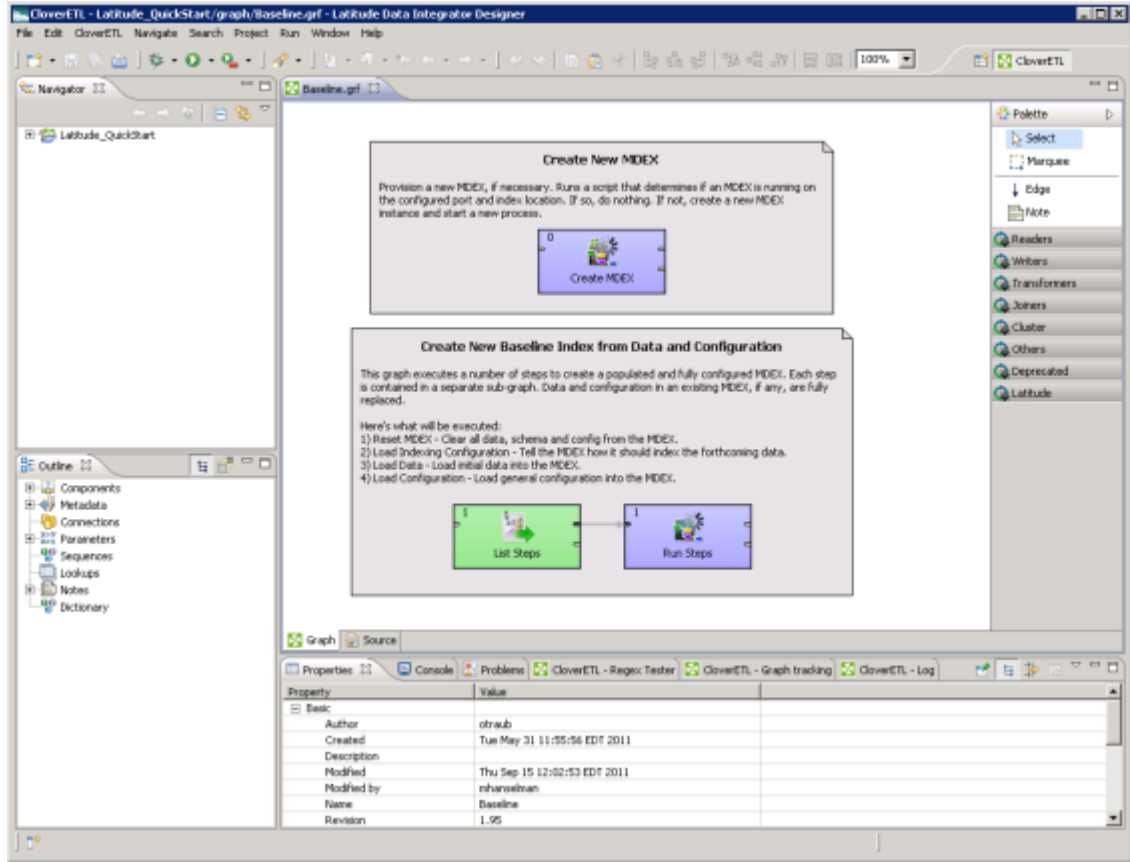 CloverETL - Latitude_QuickStart/graph/Baseline.grf - Latitude Data Integrator Designer
File Edit CloverETL Navigate Search Project Run Window Help
100%
CloverETL
Navigator
Latitude_QuickStart
Baseline.grf
Create New MDEX
Provision a new MDEX, if necessary. Runs a script that determines if an MDEX is running on
the configured port and index location. If so, do nothing. If not, create a new MDEX
instance and start a new process.
0
Create MDEX
Create New Baseline Index from Data and Configuration
This graph executes a number of steps to create a populated and fully configured MDEX. Each step
is contained in a separate sub-graph. Data and configuration in an existing MDEX, if any, are fully
replaced.
Here's what will be executed:
1) Reset MDEX - Clear all data, schema and config from the MDEX.
2) Load Indexing Configuration - Tell the MDEX how it should index the forthcoming data.
3) Load Data - Load initial data into the MDEX.
4) Load Configuration - Load general configuration into the MDEX.
1
List Steps
1
Run Steps
Palette
Select
Marquee
Edge
Note
Readers
Writers
Transformers
Joiners
Cluster
Others
Deprecated
Latitude
Outline
Components
Metadata
Connections
Parameters
Sequences
Lookups
Notes
Dictionary
Graph Source
Properties Console Problems CloverETL - Regex Tester CloverETL - Graph tracking CloverETL - Log
Property Value
Basic
Author otraub
Created Tue May 31 11:55:56 EDT 2011
Description
Modified Thu Sep 15 12:02:53 EDT 2011
Modified by mhanselman
Name Baseline
Revision 1.95